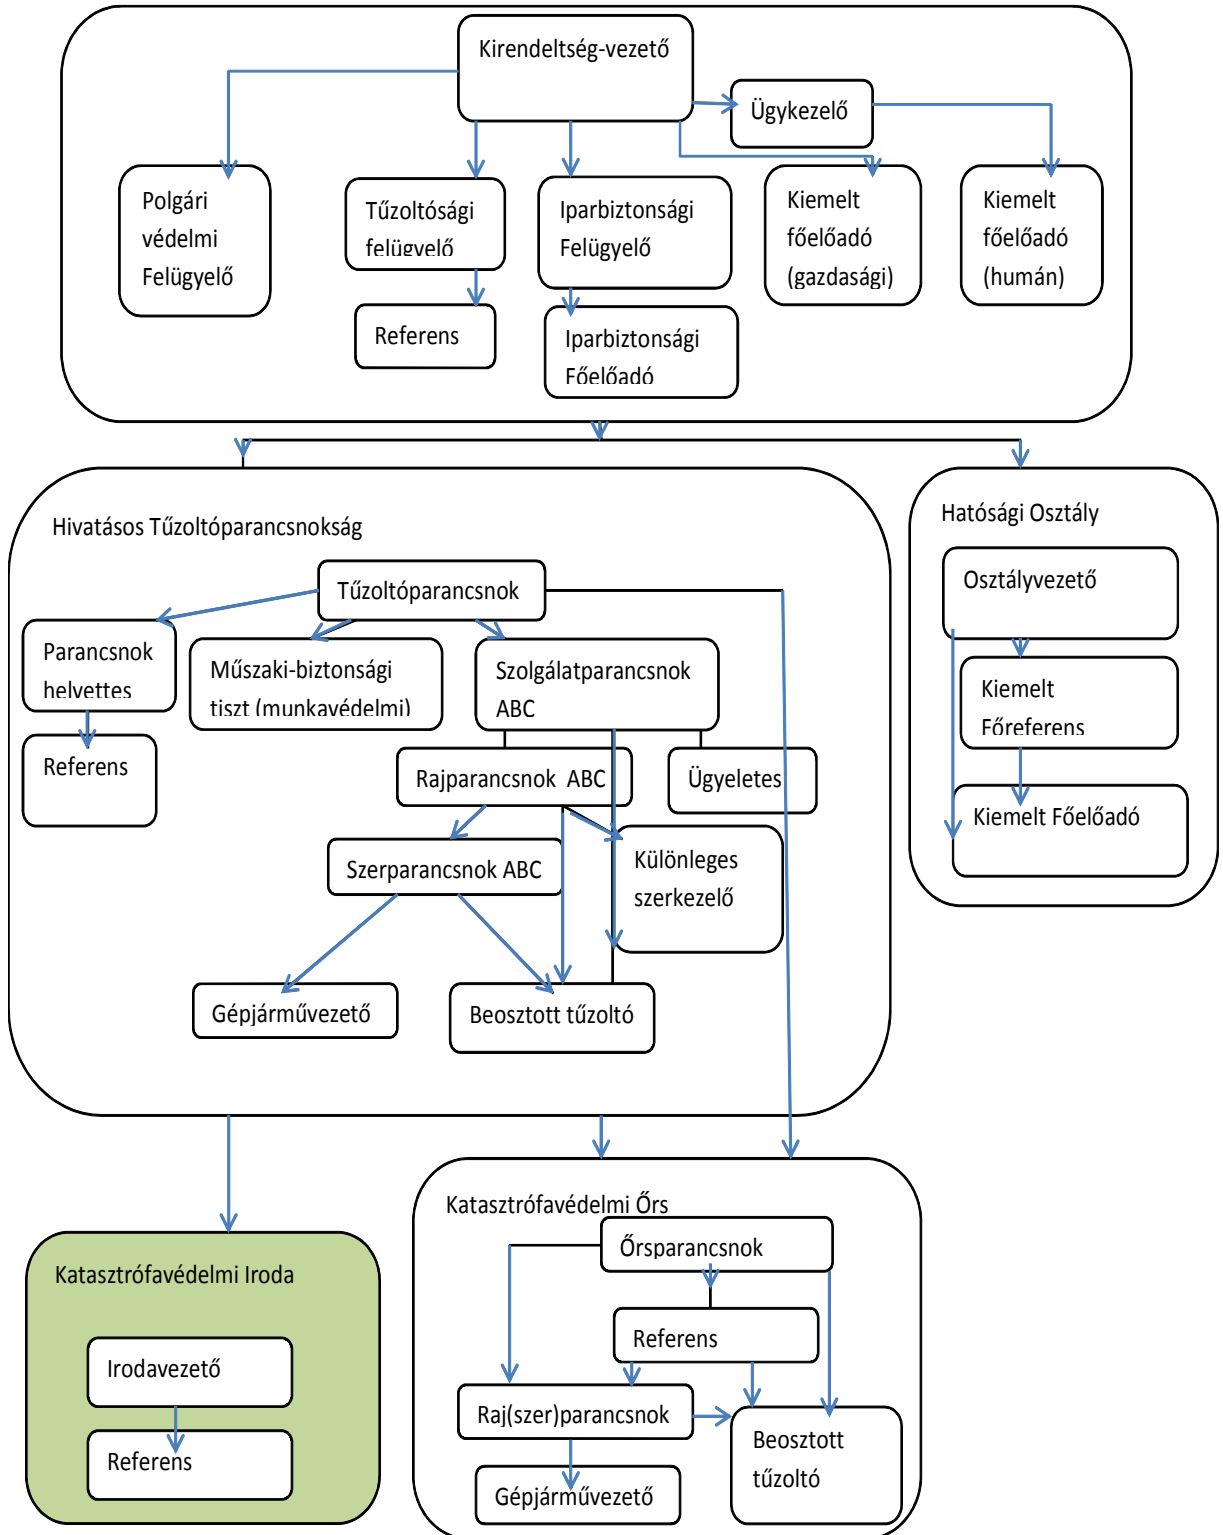 Kirendeltség-vezető
Ügykezelő
Polgári
védelmi
Felügyelő
Tűzoltósági
felügyelő
Iparbiztonsági
Felügyelő
Kiemelt
főelőadó
(gazdasági)
Kiemelt
főelőadó
(humán)
Referens
Iparbiztonsági
Főelőadó
Hivatásos Tűzoltóparancsnokság
Hatósági Osztály
Tűzoltóparancsnok
Osztályvezető
Parancsnok
helyettes
Műszaki-biztonsági
tiszt (munkavédelmi)
Szolgálatparancsnok
ABC
Kiemelt
Főreferens
Referens
Rajparancsnok ABC
Ügyeletes
Kiemelt Főelőadó
Szerparancsnok ABC
Különleges
szerkezelő
Gépjárművezető
Beosztott tűzoltó
Katasztrófavédelmi Őrs
Őrsparancsnok
Katasztrófavédelmi Iroda
Referens
Irodavezető
Raj(szer)parancsnok
Beosztott
tűzoltó
Referens
Gépjárművezető